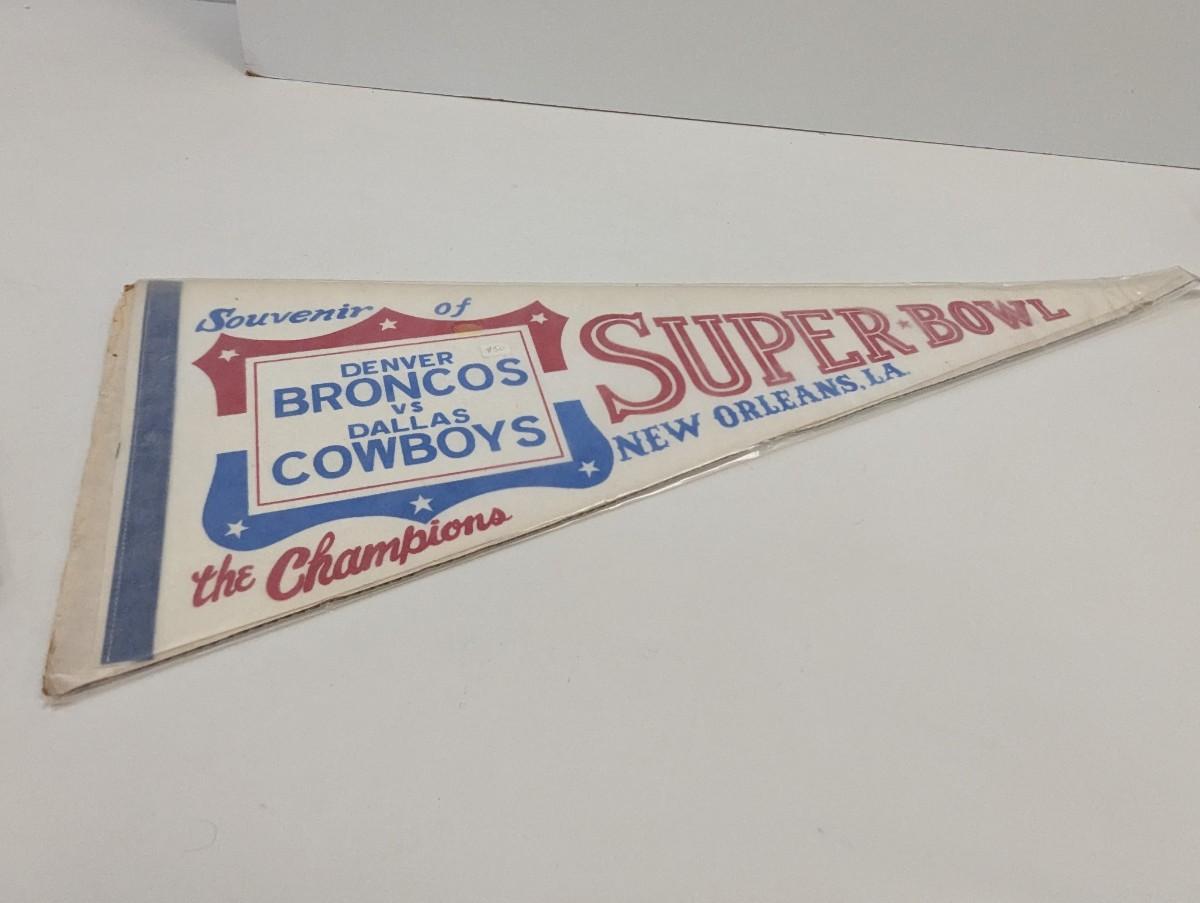 Souvenir of
DENVER
BRONCOS
VS
DALLAS
COWBOYS
the Champions
SUPER BOWL
NEW ORLEANS, LA.